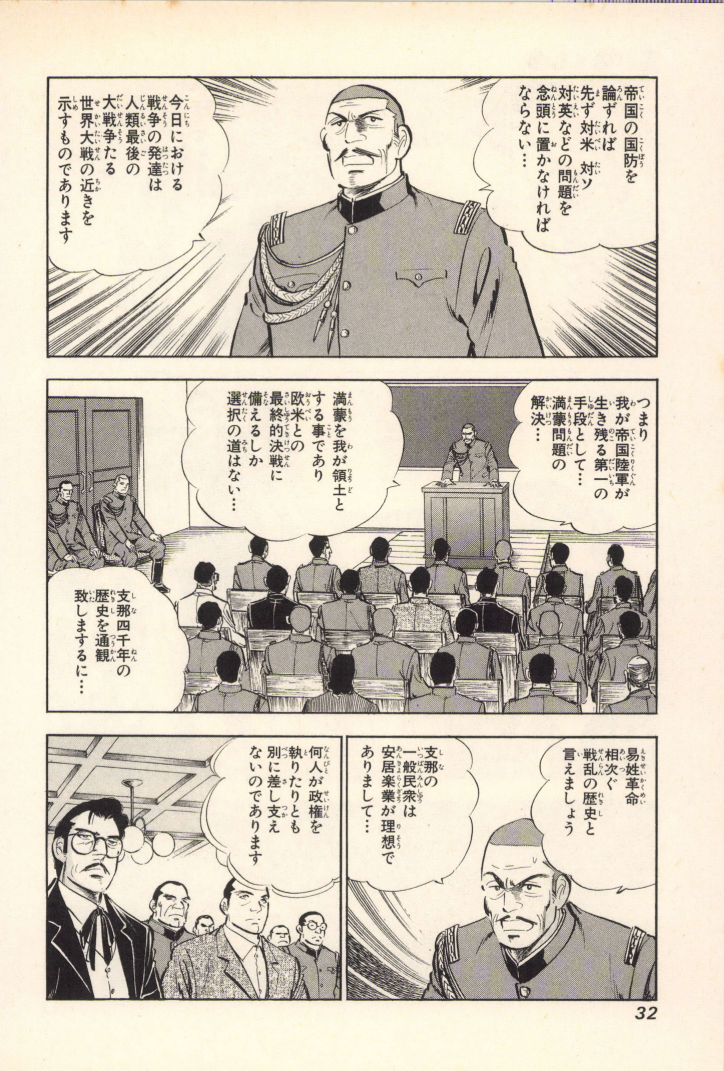 帝国の国防を
論ずれば
先ず対米 対ソ
対英などの問題を
念頭に置かなければ
ならない…
今日における
戦争の発達は
人類最後の
大戦争たる
世界大戦の近きを
示すものであります
つまり
我が帝国陸軍が
生き残る第一の
手段として…
満蒙問題の
解決…
満蒙を我が領土と
する事であり
欧米との
最終的決戦に
備えるしか
選択の道はない…
支那四千年の
歴史を通観
致しまするに…
易姓革命
相次ぐ
戦乱の歴史と
言えましょう
支那の
一般民衆は
安居楽業が理想で
ありまして…
何人が政権を
執りたりとも
別に差し支え
ないのであります
32